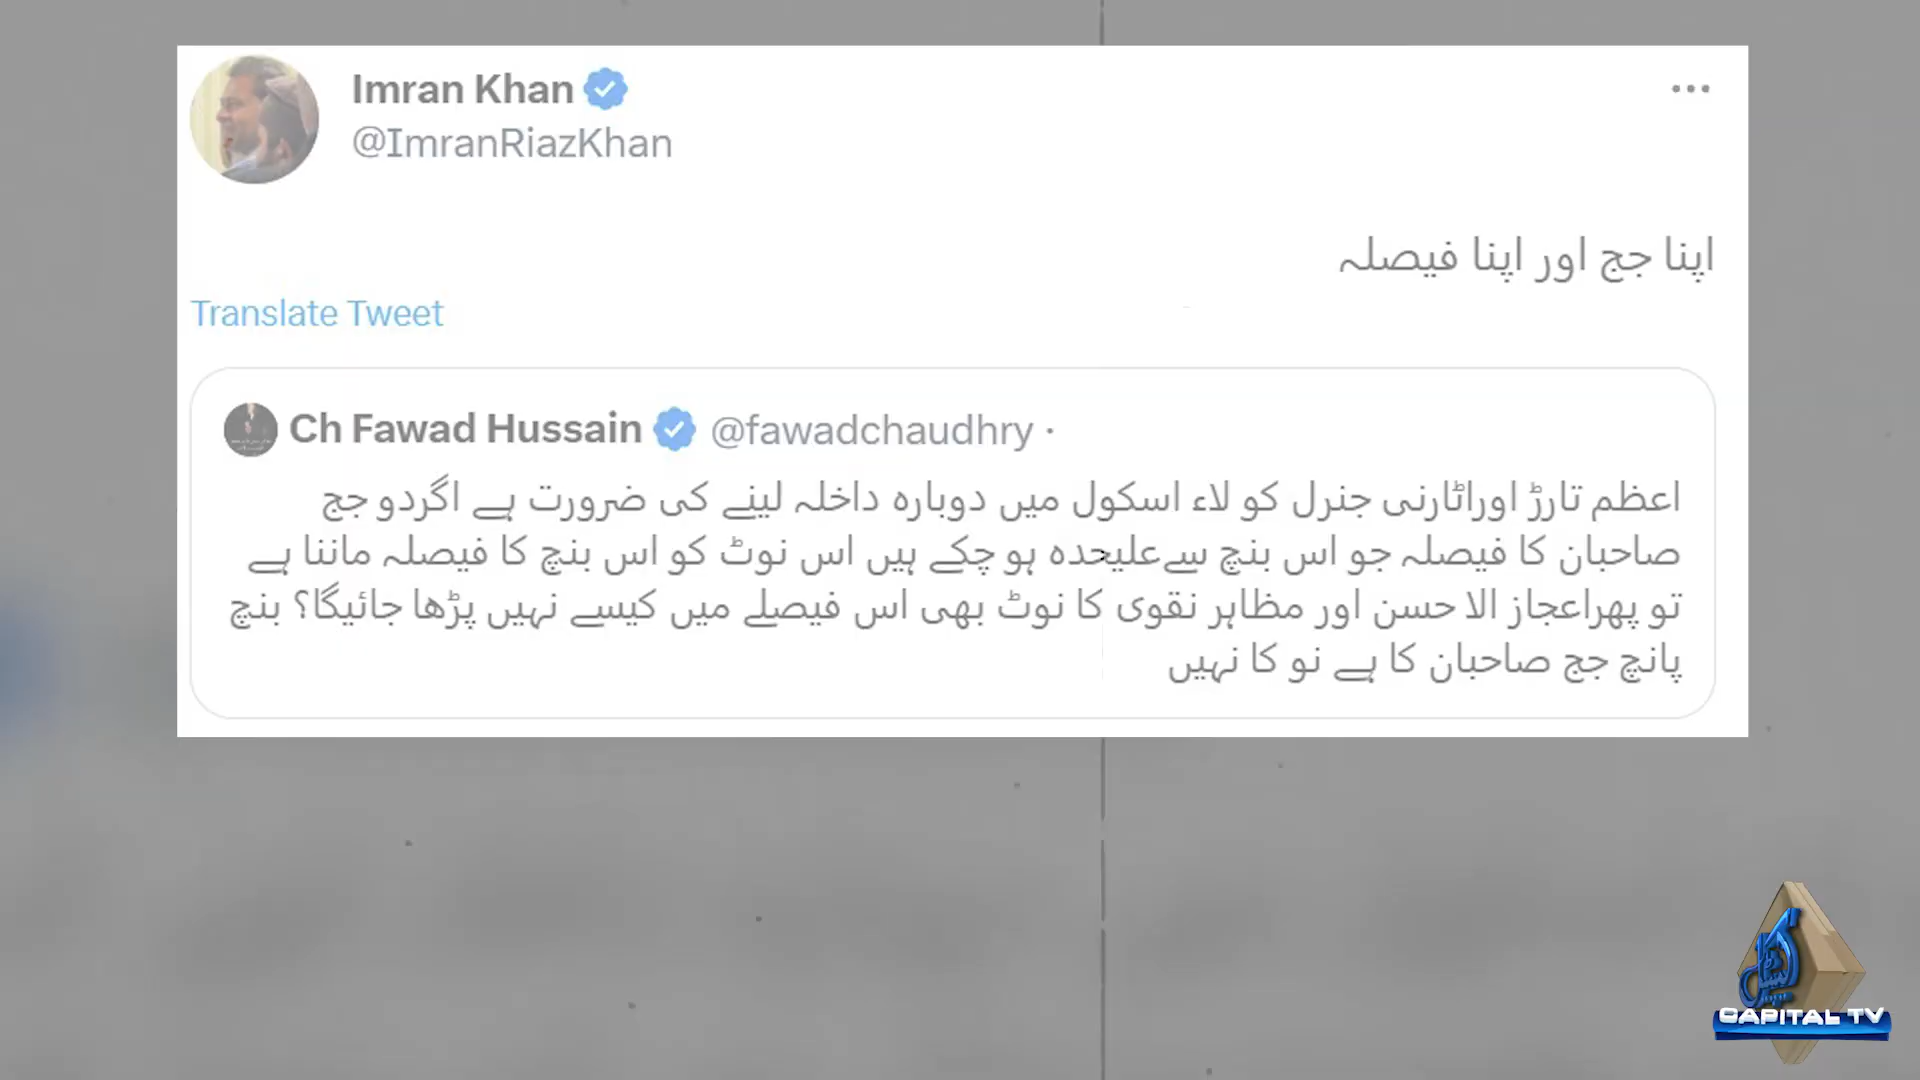 Imran Khan
@ImranRiazKhan
اپنا جج اور اپنا فیصلہ
Translate Tweet
Ch Fawad Hussain @fawadchaudhry ·
اعظم تارڑ اوراٹارنی جنرل کو لاء اسکول میں دوبارہ داخلہ لینے کی ضرورت ہے اگردو جج
صاحبان کا فیصلہ جو اس بنچ سےعلیحدہ ہو چکے ہیں اس نوٹ کو اس بنچ کا فیصلہ ماننا ہے
تو پھراعجاز الا حسن اور مظاہر نقوی کا نوٹ بھی اس فیصلے میں کیسے نہیں پڑھا جائیگا؟ بنچ
پانچ جج صاحبان کا ہے نو کا نہیں
CAPITAL TV